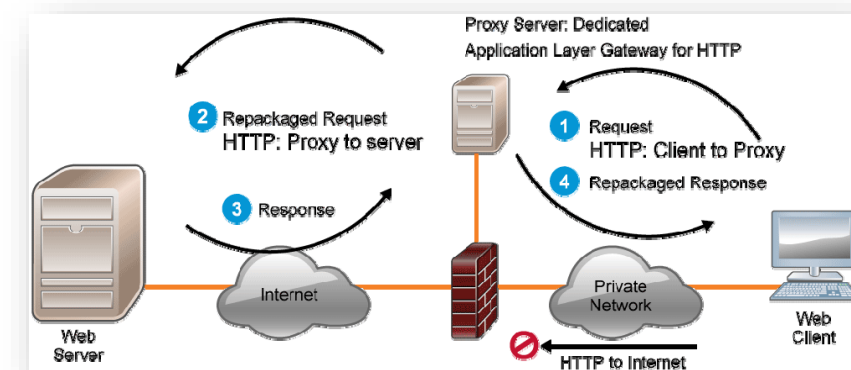 Proxy Server: Dedicated
Application Layer Gateway for HTTP
2 Repackaged Request
HTTP: Proxy to server
1 Request
HTTP: Client to Proxy
4 Repackaged Response
3 Response
Internet
Private
Network
Web
Server
Web
Client
HTTP to Internet